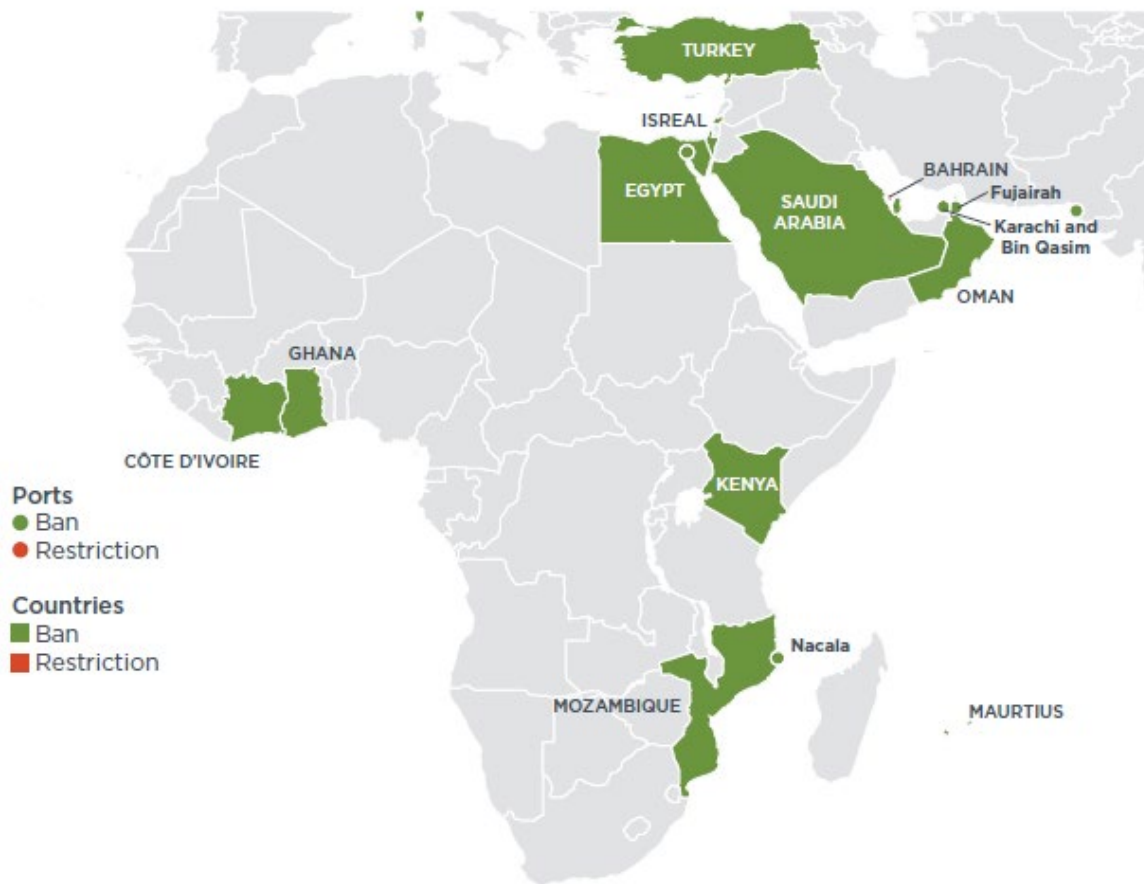 TURKEY
ISREAL
BAHRAIN
EGYPT
SAUDI
ARABIA
Fujairah
Karachi and
Bin Qasim
OMAN
GHANA
CÔTE D'IVOIRE
Ports
Ban
Restriction
KENYA
Countries
Ban
Restriction
Nacala
MOZAMBIQUE
MAURTIUS